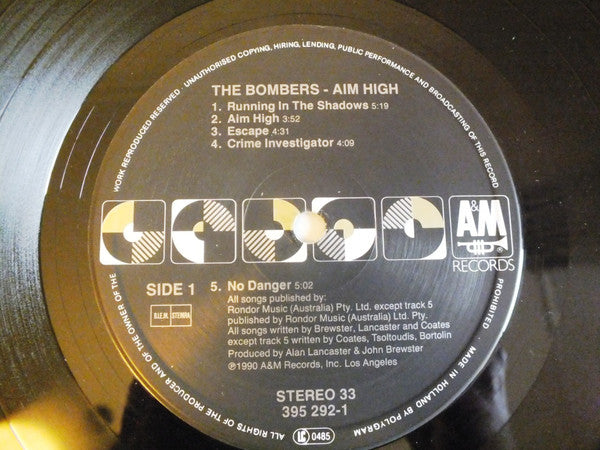 WORK REPRODUCED RESERVED · UNAUTHORISED COPYING, HIRING, LENDING, PUBLIC PERFORMANCE AND BROADCASTING OF THIS RECORD PROHIBITED · MADE IN HOLLAND BY POLYGRAM
ALL RIGHTS OF THE PRODUCER AND OF THE OWNER OF THE
THE BOMBERS - AIM HIGH
1. Running In The Shadows 5:19
2. Aim High 3:52
3. Escape 4:31
4. Crime Investigator 4:09
A&M
®
RECORDS
SIDE 1
B.I.E.M. STEMRA
5. No Danger 5:02
All songs published by:
Rondor Music (Australia) Pty. Ltd. except track 5
published by Rondor Music (Australia) Pty. Ltd.
All songs written by Brewster, Lancaster and Coates
except track 5 written by Coates, Tsoltoudis, Bortolin
Produced by Alan Lancaster & John Brewster
℗1990 A&M Records, Inc. Los Angeles
STEREO 33
395 292-1
LC 0485